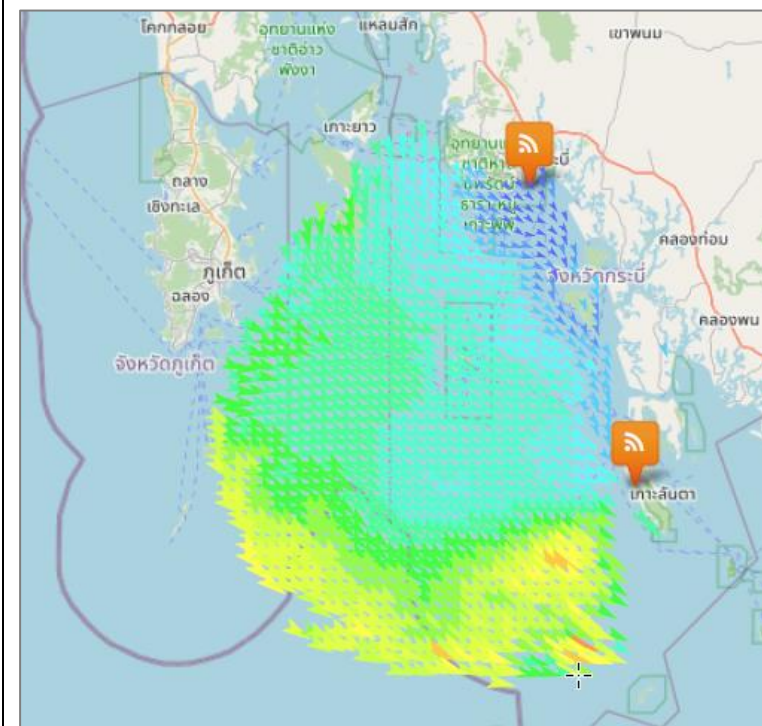 โคกกลอย
อุทยานแห่ง
ชาติอ่าว
พังงา
แหลมสัก
เขาพนม
เกาะยาว
ถลาง
เชิงทะเล
คลองท่อม
ภูเก็ต
จังหวัดกระบี่
ฉลอง
คลองพน
จังหวัดภูเก็ต
เกาะลันตา